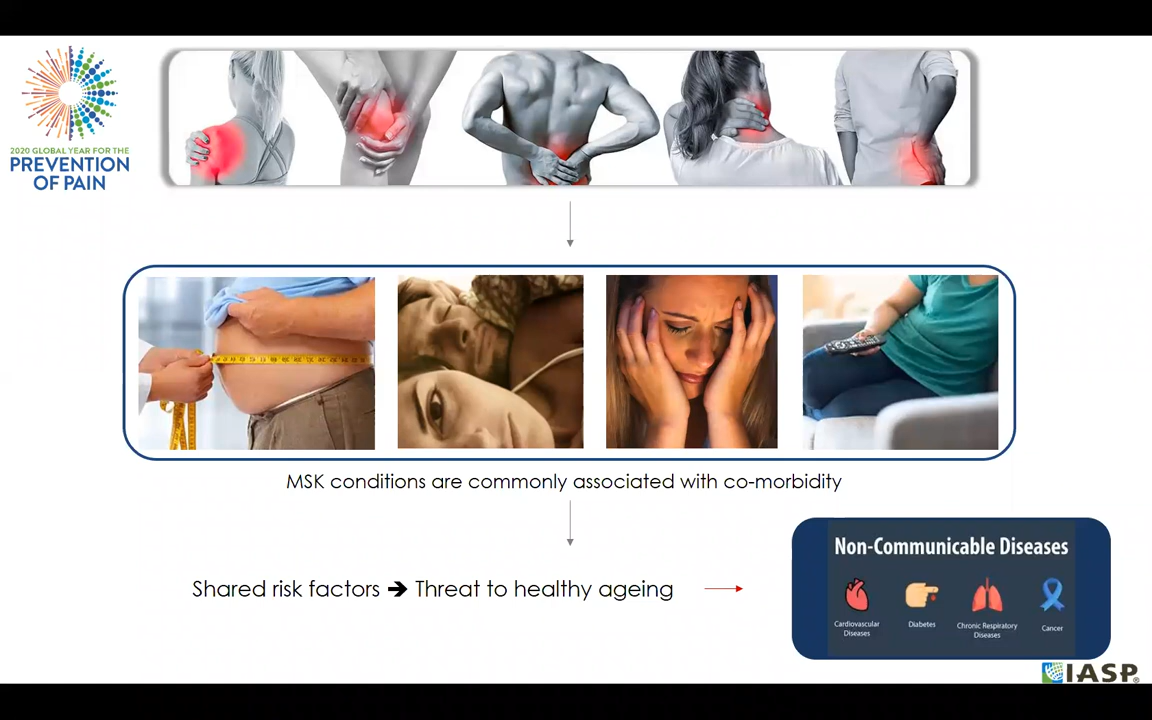 2020 GLOBAL YEAR FOR THE
PREVENTION
OF PAIN
MSK conditions are commonly associated with co-morbidity
Shared risk factors ➔ Threat to healthy ageing
Non-Communicable Diseases
Cardiovascular
Diseases
Diabetes
Chronic Respiratory
Diseases
Cancer
IASP®